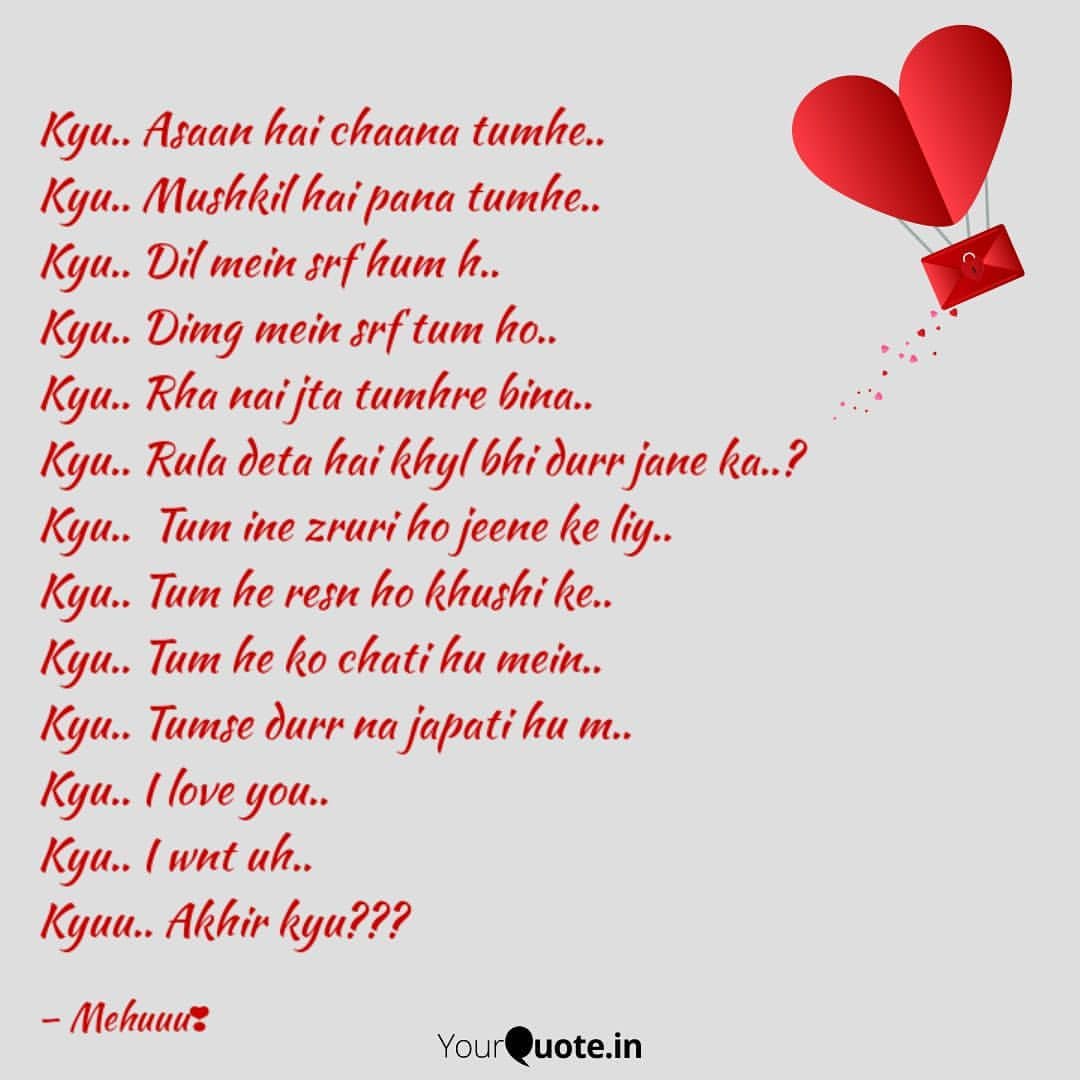 Kyu.. Asaan hai chaana tumhe..
Kyu.. Mushkil hai pana tumhe..
Kyu.. Dil mein srf hum h..
Kyu.. Dimg mein srf tum ho..
Kyu.. Rha nai jta tumhre bina..
Kyu.. Rula deta hai khyl bhi durr jane ka..?
Kyu..  Tum ine zruri ho jeene ke liy..
Kyu.. Tum he resn ho khushi ke..
Kyu.. Tum he ko chati hu mein..
Kyu.. Tumse durr na japati hu m..
Kyu.. I love you..
Kyu.. I wnt uh..
Kyuu.. Akhir kyu???
– Mehuuu❣
YourQuote.in